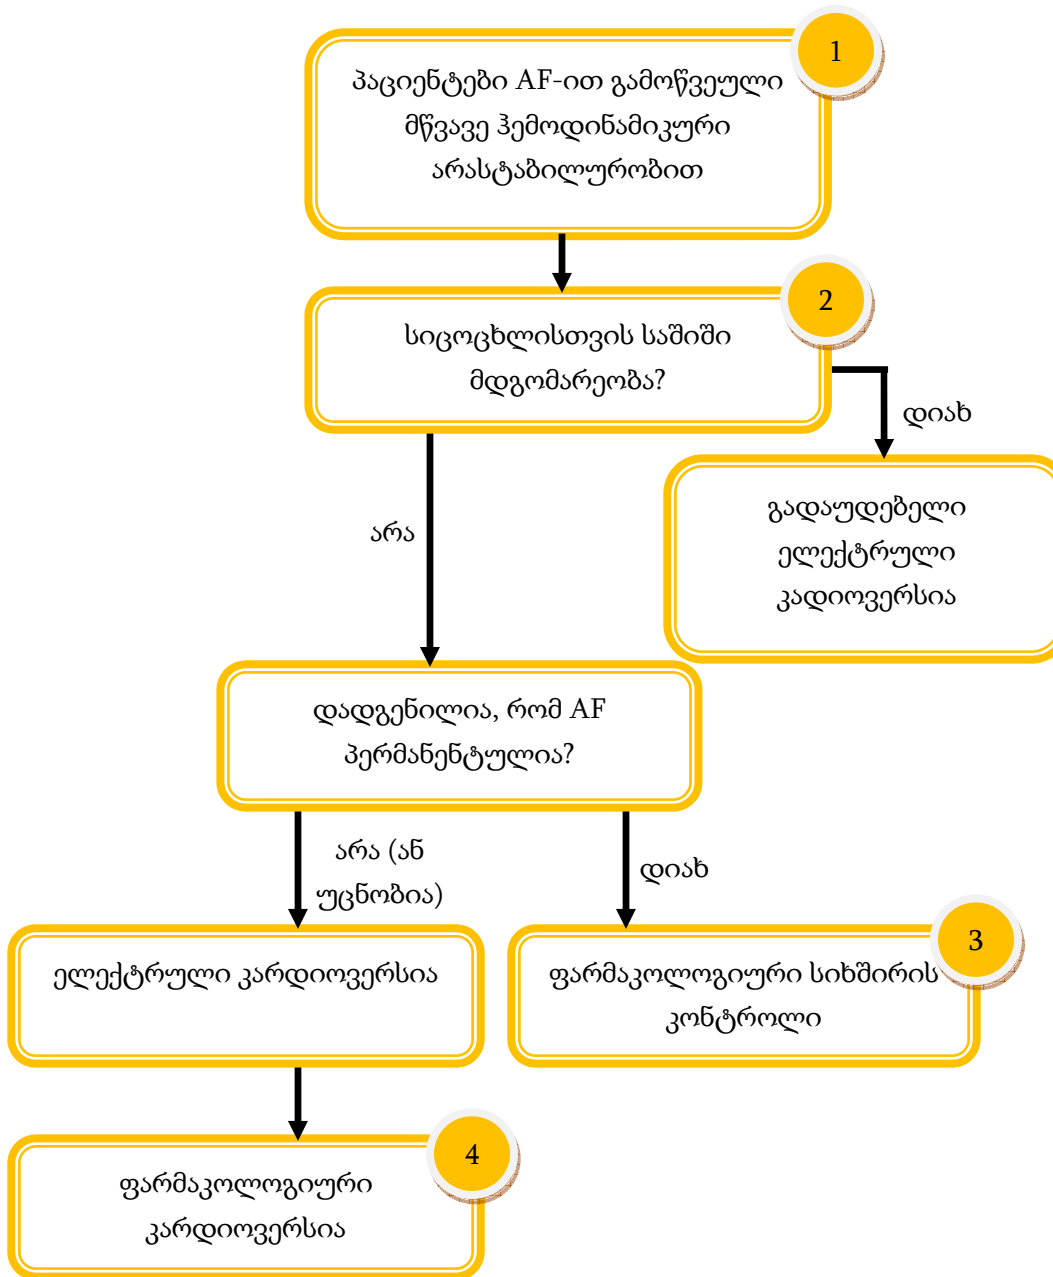 1
პაციენტები AF-ით გამოწვეული
მწვავე ჰემოდინამიკური
არასტაბილურობით
2
სიცოცხლისთვის საშიში
მდგომარეობა?
დიახ
გადაუდებელი
ელექტრული
კადიოვერსია
არა
დადგენილია, რომ AF
პერმანენტულია?
არა (ან
უცნობია)
დიახ
ელექტრული კარდიოვერსია
3
ფარმაკოლოგიური სიხშირის
კონტროლი
4
ფარმაკოლოგიური
კარდიოვერსია